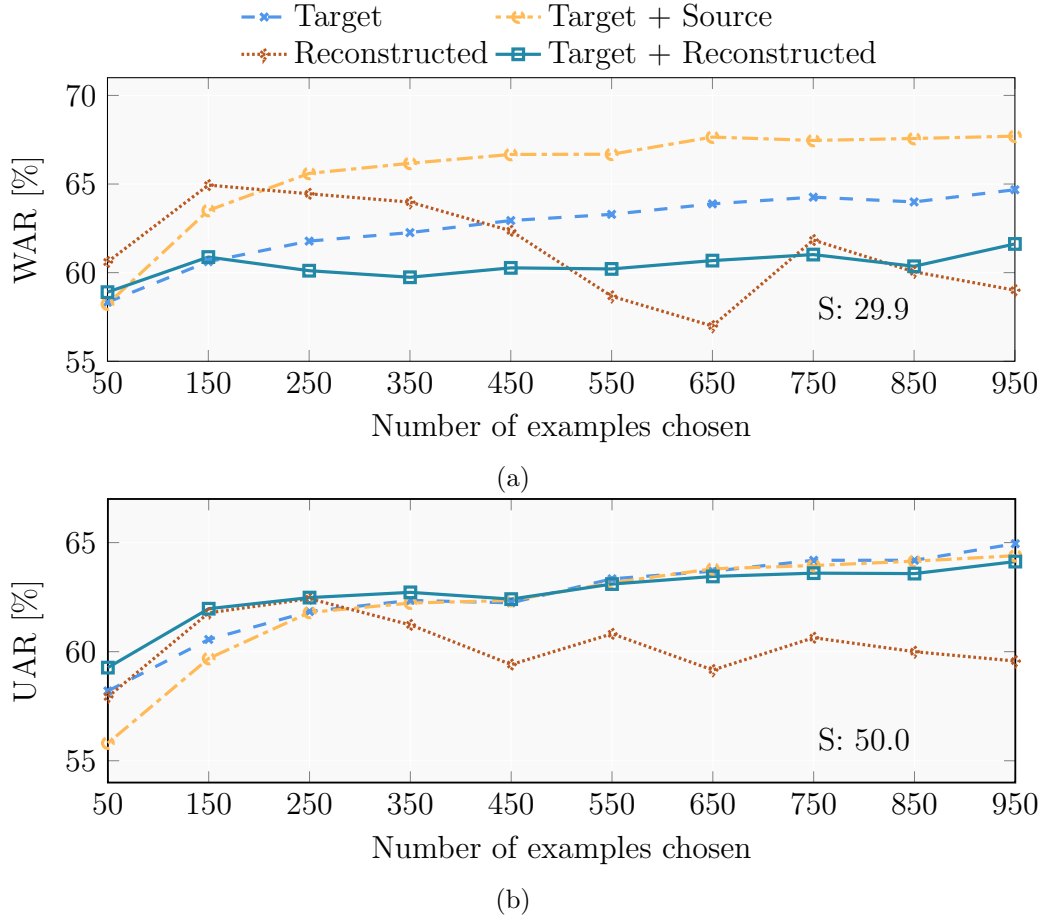 Target Target + Source
Reconstructed Target + Reconstructed
70
65
60
55
WAR [%]
S: 29.9
50 150 250 350 450 550 650 750 850 950
Number of examples chosen
(a)
65
60
55
UAR [%]
S: 50.0
50 150 250 350 450 550 650 750 850 950
Number of examples chosen
(b)